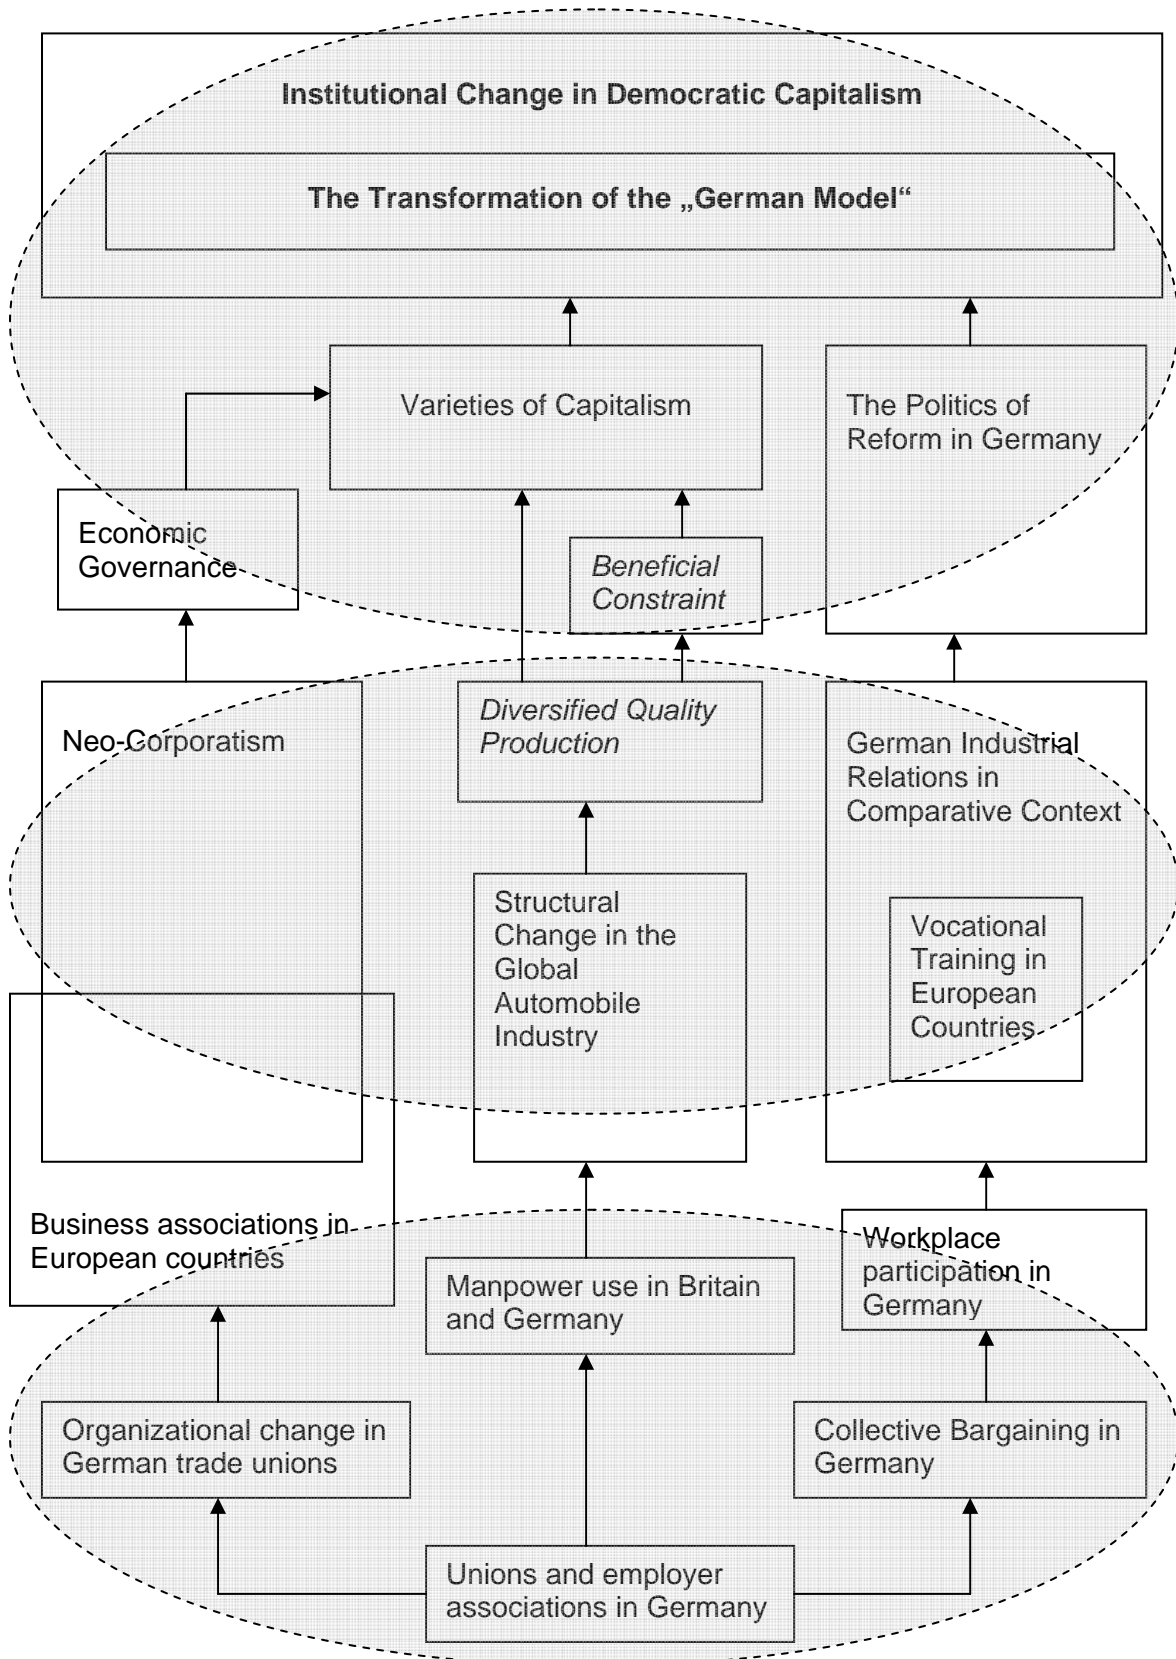 Institutional Change in Democratic Capitalism
The Transformation of the „German Model“
Varieties of Capitalism
The Politics of
Reform in Germany
Economic
Governance
Beneficial
Constraint
Neo-Corporatism
Diversified Quality
Production
German Industrial
Relations in
Comparative Context
Structural
Change in the
Global
Automobile
Industry
Vocational
Training in
European
Countries
Business associations in
European countries
Manpower use in Britain
and Germany
Workplace
participation in
Germany
Organizational change in
German trade unions
Collective Bargaining in
Germany
Unions and employer
associations in Germany